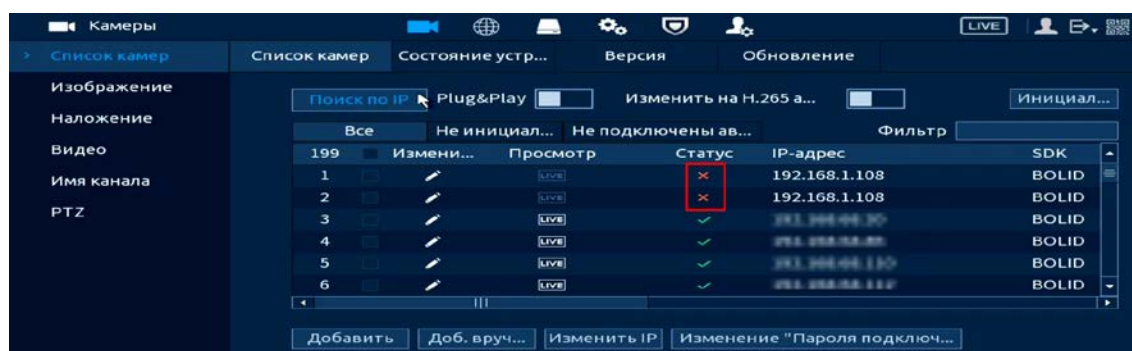 Камеры LIVE
> Список камер Список камер Состояние устр... Версия Обновление
Изображение
Поиск по IP Plug&Play Изменить на H.265 а... Инициал...
Наложение
Все Не инициал... Не подключены ав... Фильтр
Видео
199 Измени... Просмотр Статус IP-адрес SDK
Имя канала
1 LIVE 192.168.1.108 BOLID
2 LIVE 192.168.1.108 BOLID
PTZ
3 LIVE BOLID
4 LIVE BOLID
5 LIVE BOLID
6 LIVE BOLID
Добавить Доб. вруч... Изменить IP Изменение "Пароля подключ...